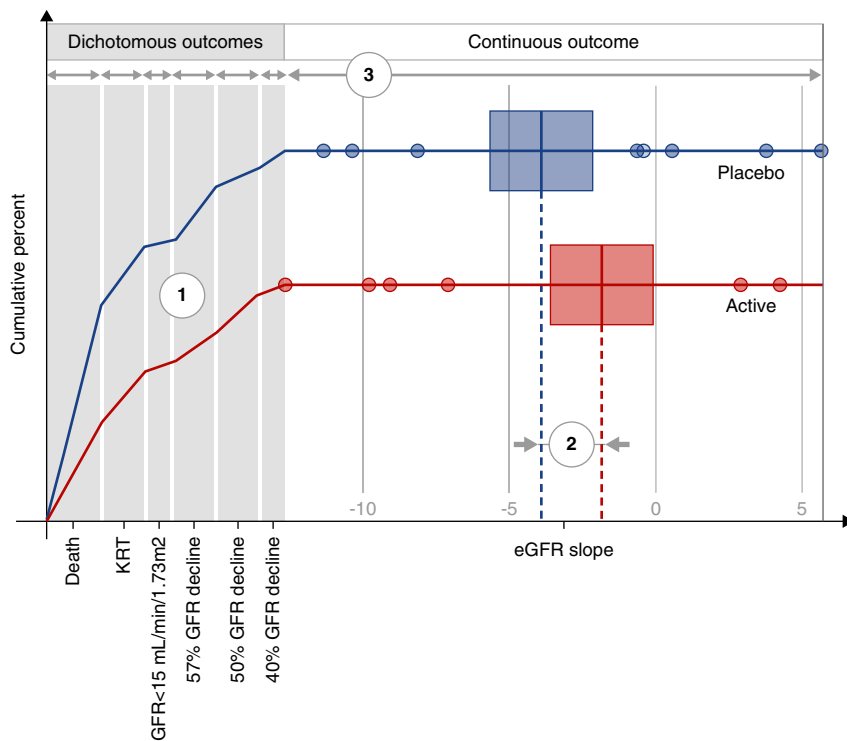 Dichotomous outcomes
Continuous outcome
3
Placebo
1
Active
2
Cumulative percent
-10
-5
0
5
eGFR slope
Death
KRT
GFR<15 mL/min/1.73m2
57% GFR decline
50% GFR decline
40% GFR decline